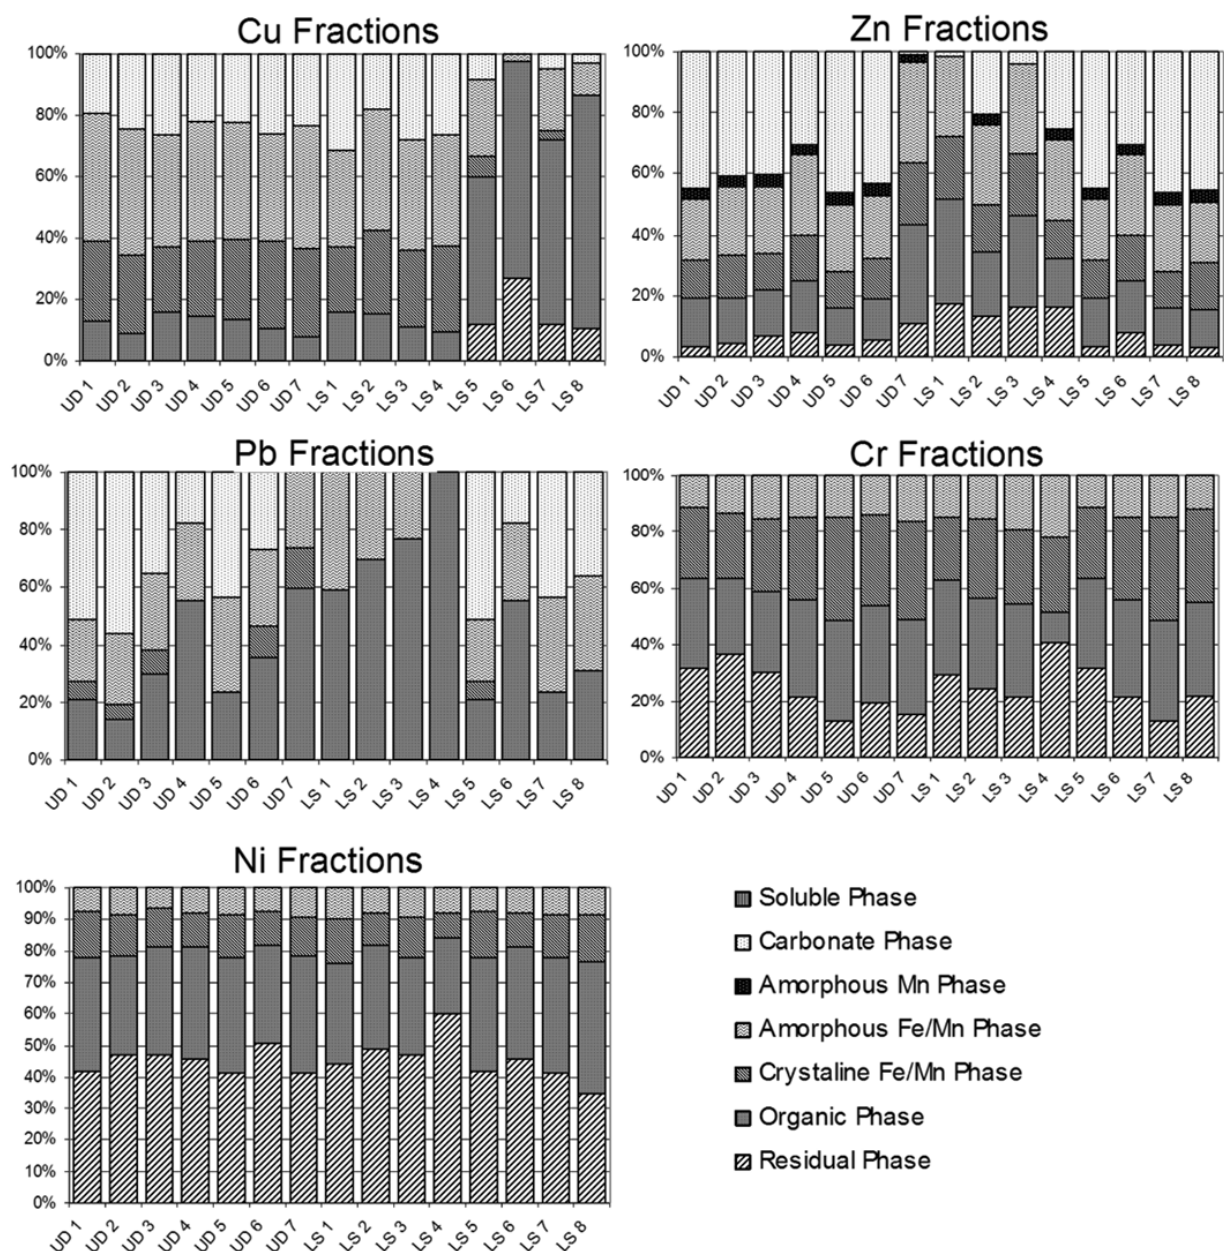 Cu Fractions
100%
80%
60%
40%
20%
0%
UD 1 UD 2 UD 3 UD 4 UD 5 UD 6 UD 7 LS 1 LS 2 LS 3 LS 4 LS 5 LS 6 LS 7 LS 8
Zn Fractions
100%
80%
60%
40%
20%
0%
UD 1 UD 2 UD 3 UD 4 UD 5 UD 6 UD 7 LS 1 LS 2 LS 3 LS 4 LS 5 LS 6 LS 7 LS 8
Pb Fractions
100%
80%
60%
40%
20%
0%
UD 1 UD 2 UD 3 UD 4 UD 5 UD 6 UD 7 LS 1 LS 2 LS 3 LS 4 LS 5 LS 6 LS 7 LS 8
Cr Fractions
100%
80%
60%
40%
20%
0%
UD 1 UD 2 UD 3 UD 4 UD 5 UD 6 UD 7 LS 1 LS 2 LS 3 LS 4 LS 5 LS 6 LS 7 LS 8
Ni Fractions
100%
90%
80%
70%
60%
50%
40%
30%
20%
10%
0%
UD 1 UD 2 UD 3 UD 4 UD 5 UD 6 UD 7 LS 1 LS 2 LS 3 LS 4 LS 5 LS 6 LS 7 LS 8
Soluble Phase
Carbonate Phase
Amorphous Mn Phase
Amorphous Fe/Mn Phase
Crystaline Fe/Mn Phase
Organic Phase
Residual Phase